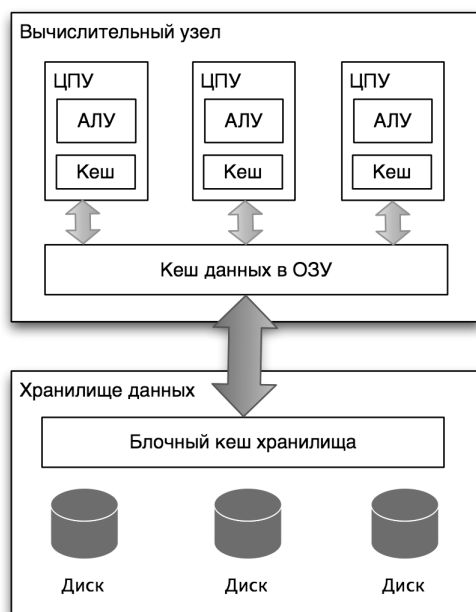 Вычислительный узел
ЦПУ ЦПУ ЦПУ
АЛУ АЛУ АЛУ
Кеш Кеш Кеш
Кеш данных в ОЗУ
Хранилище данных
Блочный кеш хранилища
Диск Диск Диск